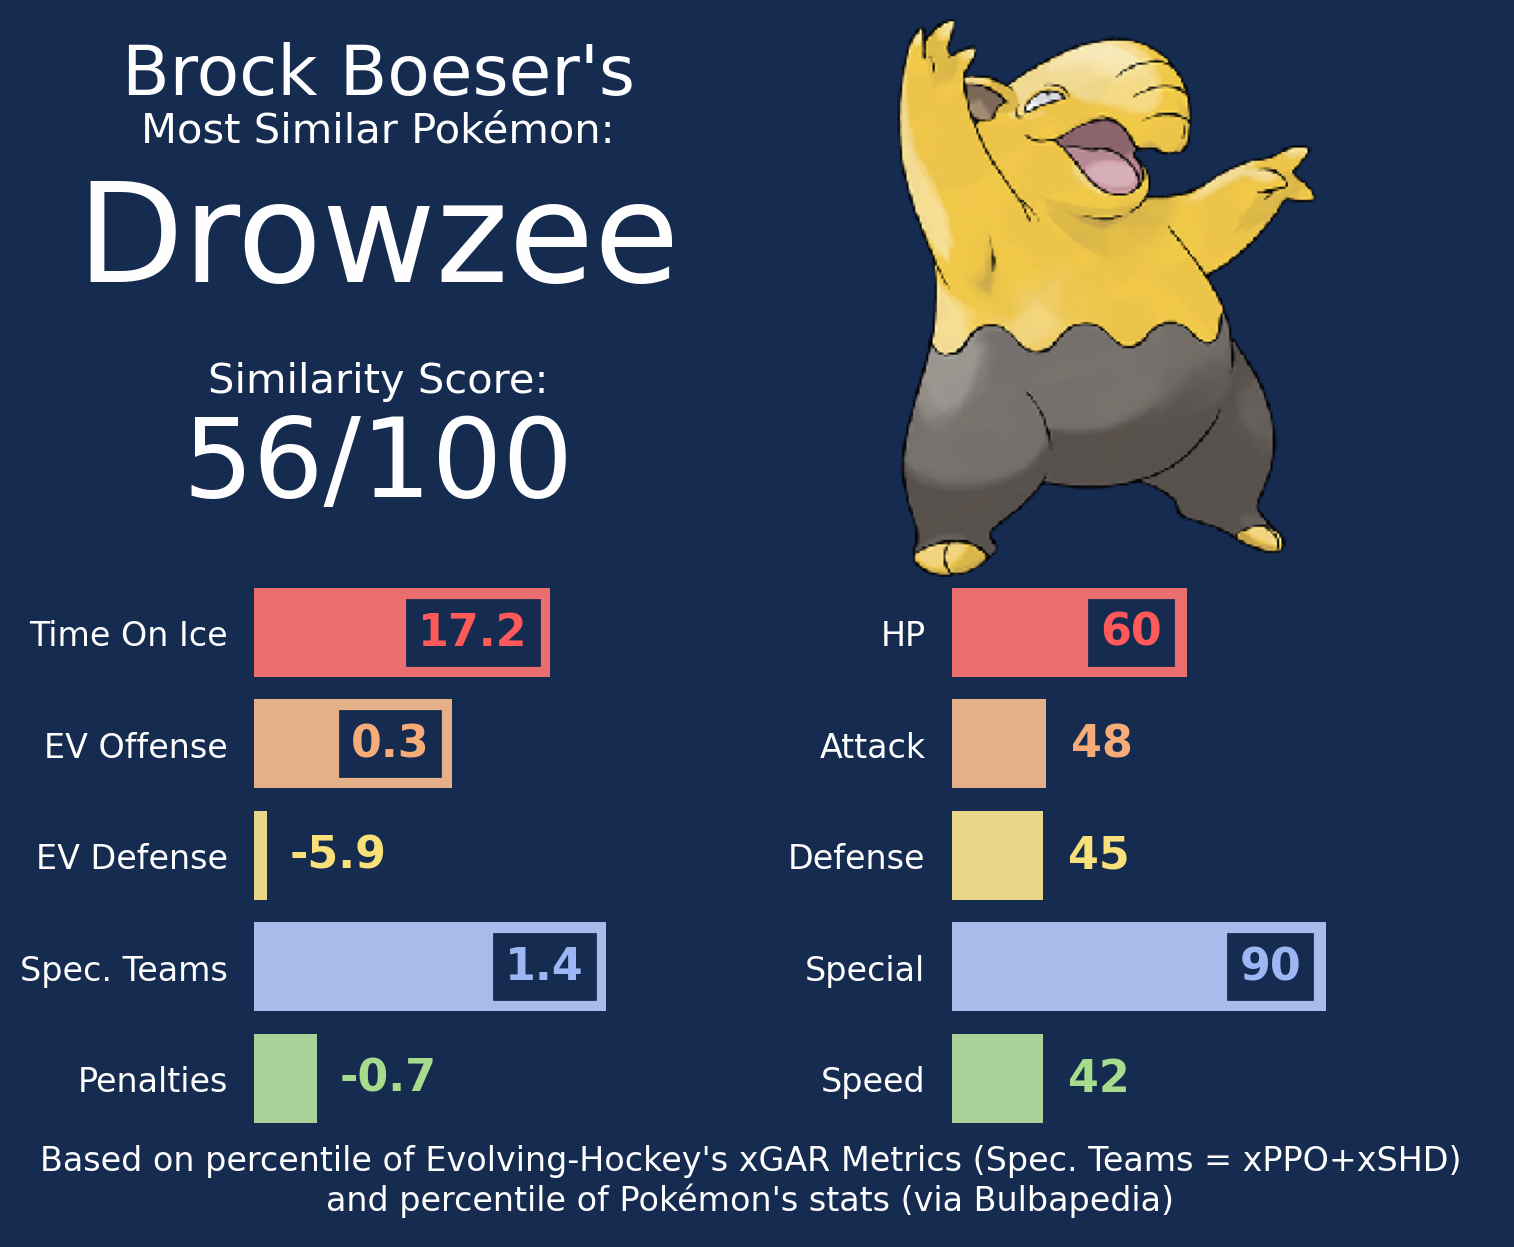 Brock Boeser's
Most Similar Pokémon:
Drowzee
Similarity Score:
56/100
Time On Ice 17.2
EV Offense 0.3
EV Defense -5.9
Spec. Teams 1.4
Penalties -0.7
HP 60
Attack 48
Defense 45
Special 90
Speed 42
Based on percentile of Evolving-Hockey's xGAR Metrics (Spec. Teams = xPPO+xSHD)
and percentile of Pokémon's stats (via Bulbapedia)